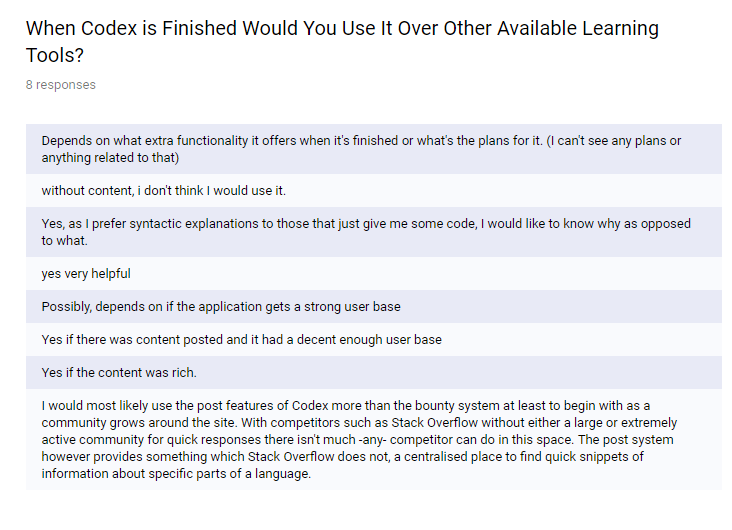 When Codex is Finished Would You Use It Over Other Available Learning
Tools?
8 responses
Depends on what extra functionality it offers when it's finished or what's the plans for it. (I can't see any plans or
anything related to that)
without content, i don't think I would use it.
Yes, as I prefer syntactic explanations to those that just give me some code, I would like to know why as opposed
to what.
yes very helpful
Possibly, depends on if the application gets a strong user base
Yes if there was content posted and it had a decent enough user base
Yes if the content was rich.
I would most likely use the post features of Codex more than the bounty system at least to begin with as a
community grows around the site. With competitors such as Stack Overflow without either a large or extremely
active community for quick responses there isn't much -any- competitor can do in this space. The post system
however provides something which Stack Overflow does not, a centralised place to find quick snippets of
information about specific parts of a language.